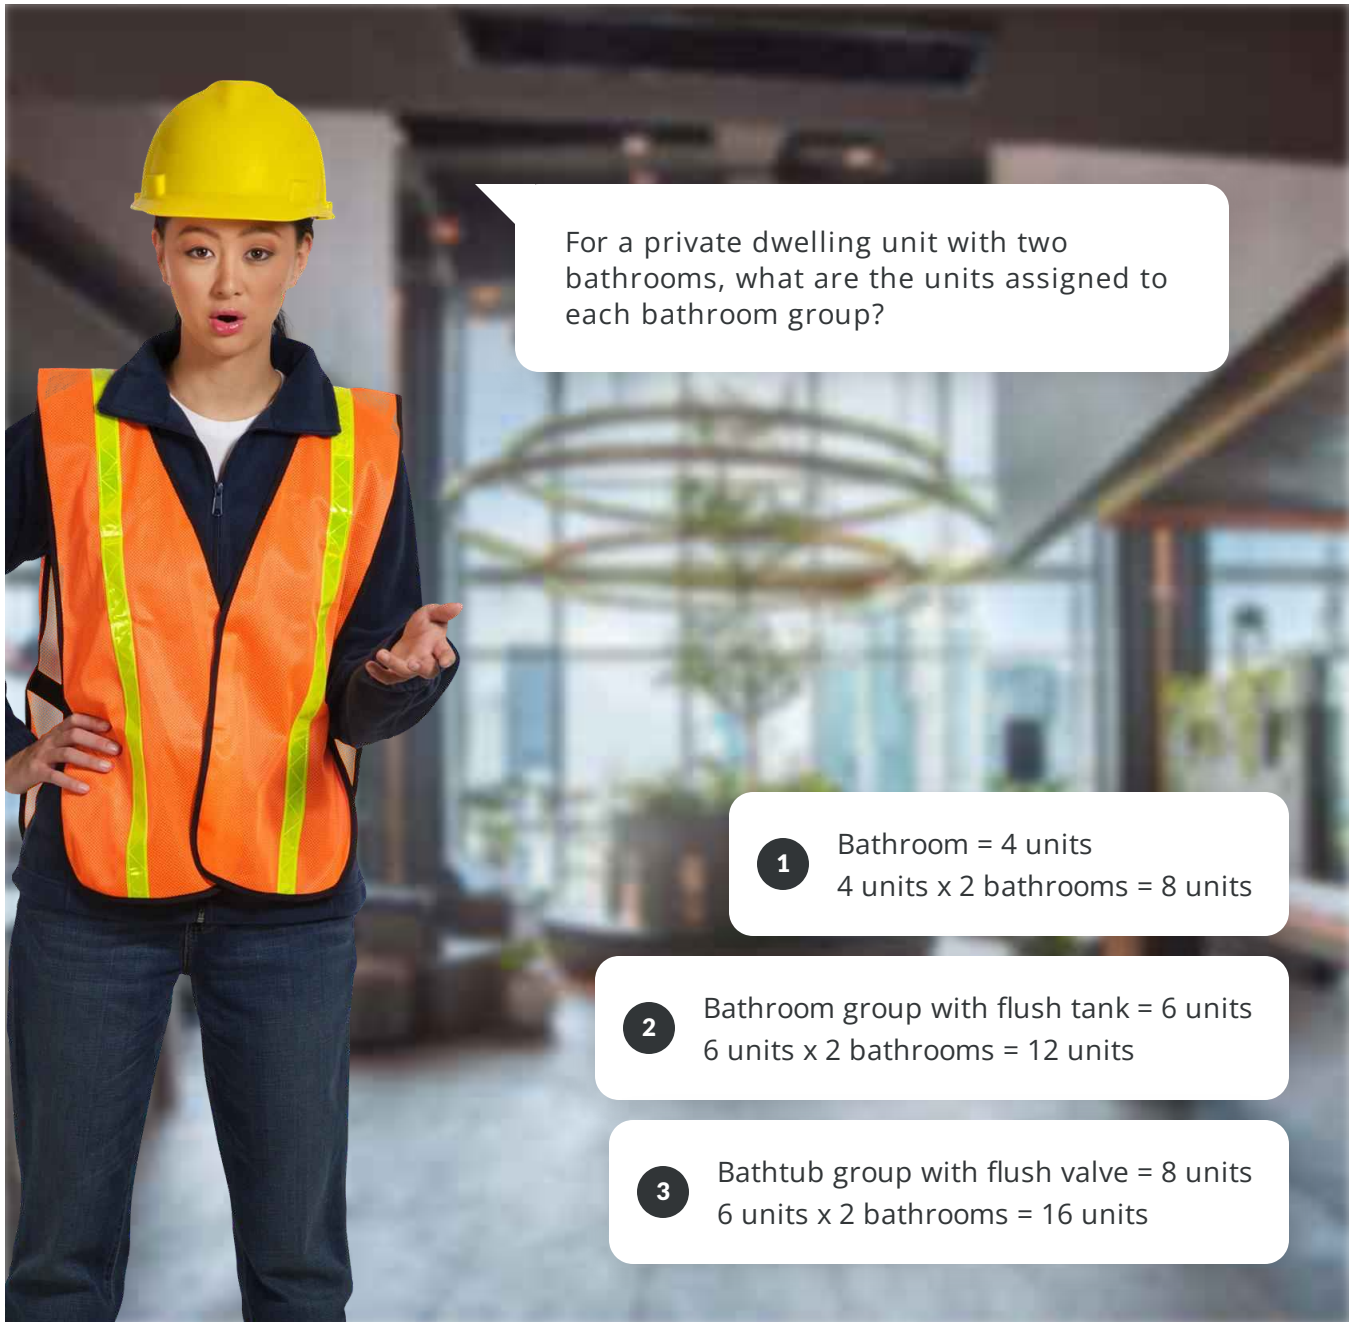 For a private dwelling unit with two
bathrooms, what are the units assigned to
each bathroom group?
1
Bathroom = 4 units
4 units x 2 bathrooms = 8 units
2
Bathroom group with flush tank = 6 units
6 units x 2 bathrooms = 12 units
3
Bathtub group with flush valve = 8 units
6 units x 2 bathrooms = 16 units